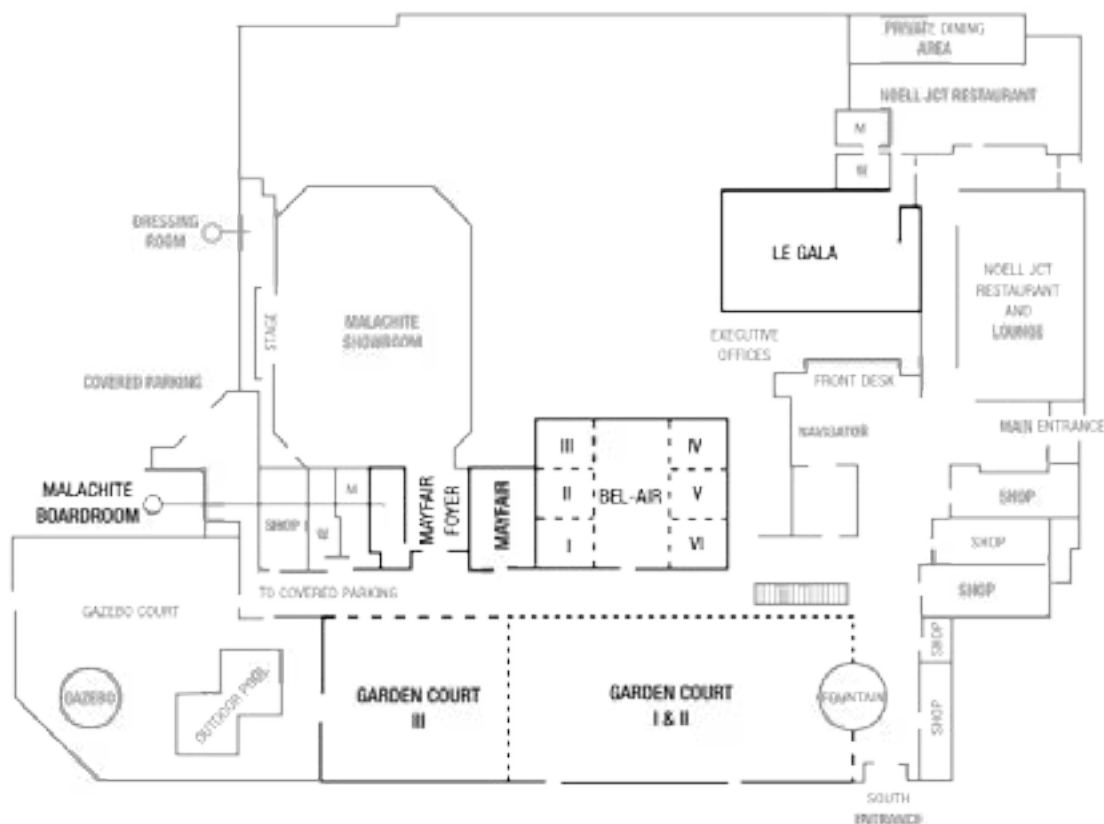 PRIVATE DINING
AREA
NOELL JCT RESTAURANT
M
W
DRESSING
ROOM
LE GALA
NOELL JCT
RESTAURANT
AND
LOUNGE
STAGE
MALACHITE
SHOWROOM
EXECUTIVE
OFFICES
COVERED PARKING
FRONT DESK
NAVIGATOR
MAIN ENTRANCE
III
IV
MALACHITE
BOARDROOM
M
MAYFAIR
FOYER
MAYFAIR
II
BEL-AIR
V
SHOP
SHOP
W
I
VI
SHOP
TO COVERED PARKING
SHOP
GAZEBO COURT
SHOP
GAZEBO
OUTDOOR POOL
GARDEN COURT
III
GARDEN COURT
I & II
FOUNTAIN
SHOP
SOUTH
ENTRANCE